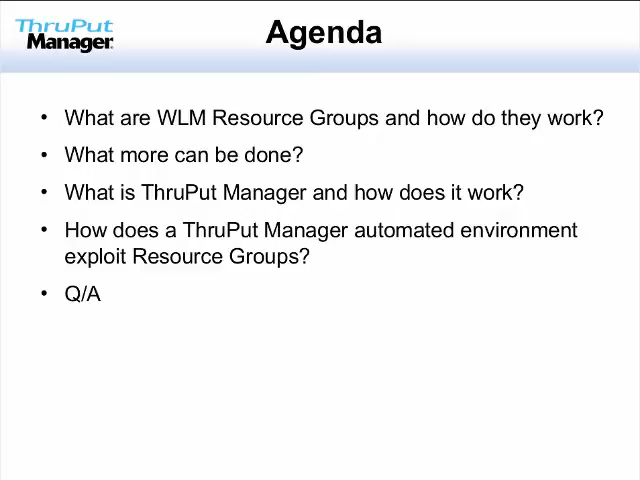 ThruPut
Manager
Agenda
• What are WLM Resource Groups and how do they work?
• What more can be done?
• What is ThruPut Manager and how does it work?
• How does a ThruPut Manager automated environment
exploit Resource Groups?
• Q/A